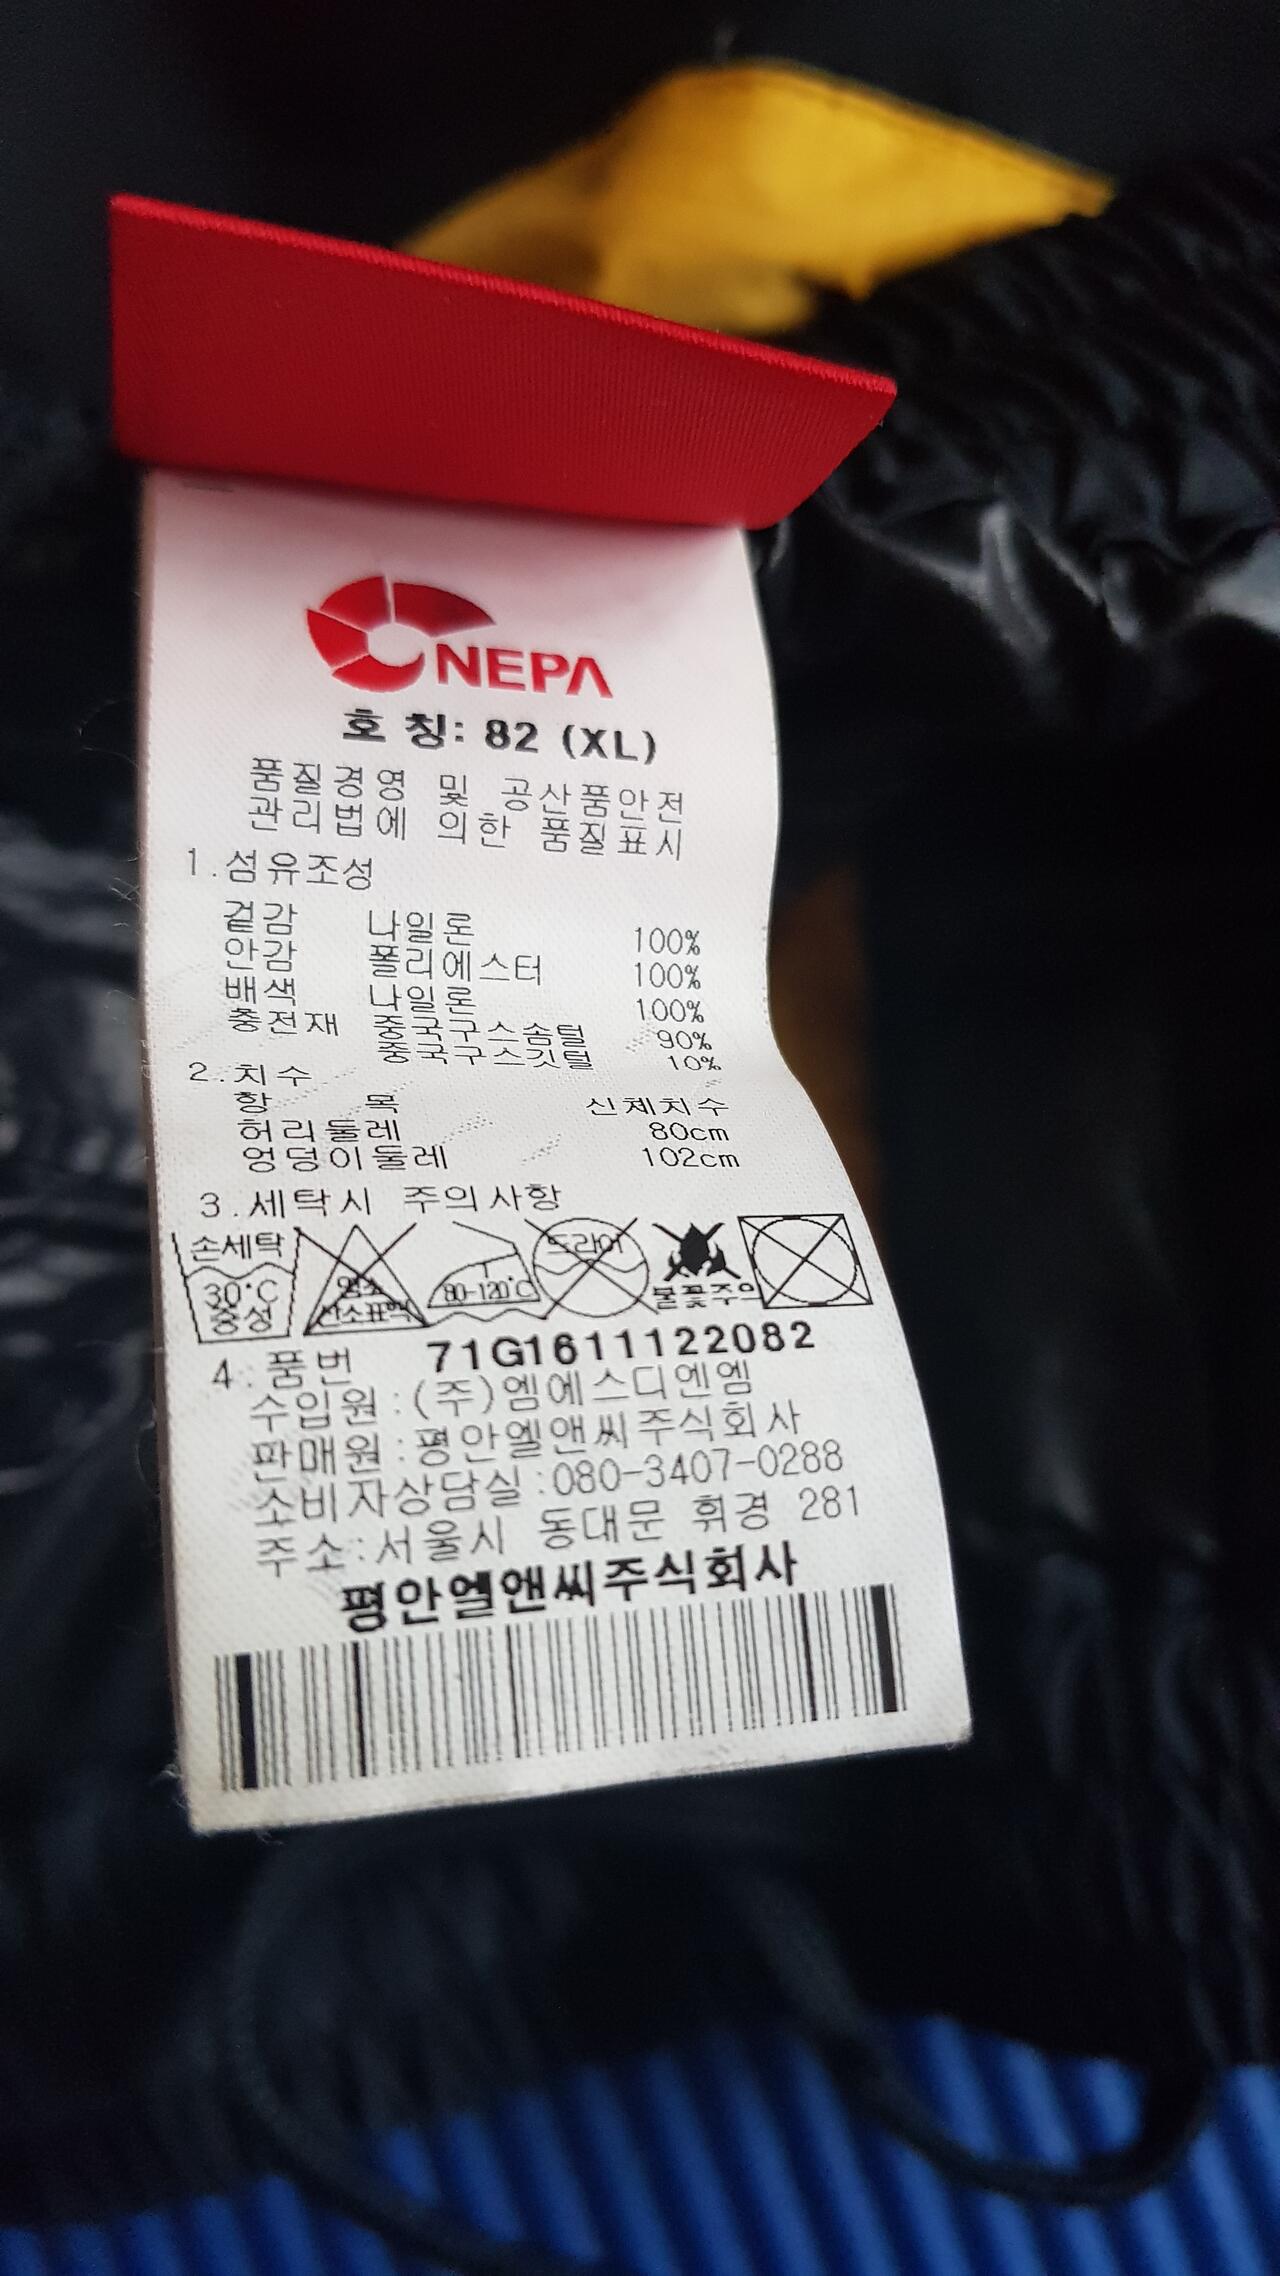 NEPA
호 칭: 82 (XL)
품질경영 및 공산품안전
관리법에 의한 품질표시
1.섬유조성
겉감 나일론 100%
안감 폴리에스터 100%
배색 나일론 100%
충전재 중국구스솜털 90%
중국구스깃털 10%
2.치수
항 목 신체치수
허리둘레 80cm
엉덩이둘레 102cm
3.세탁시 주의사항
손세탁 30°C 중성
염소 산소표백
80-120°C
드라이
불꽃주의
4.품번 71G1611122082
수입원:(주)엠에스디엔엠
판매원:평안엘앤씨주식회사
소비자상담실:080-3407-0288
주소:서울시 동대문 휘경 281
평안엘앤씨주식회사